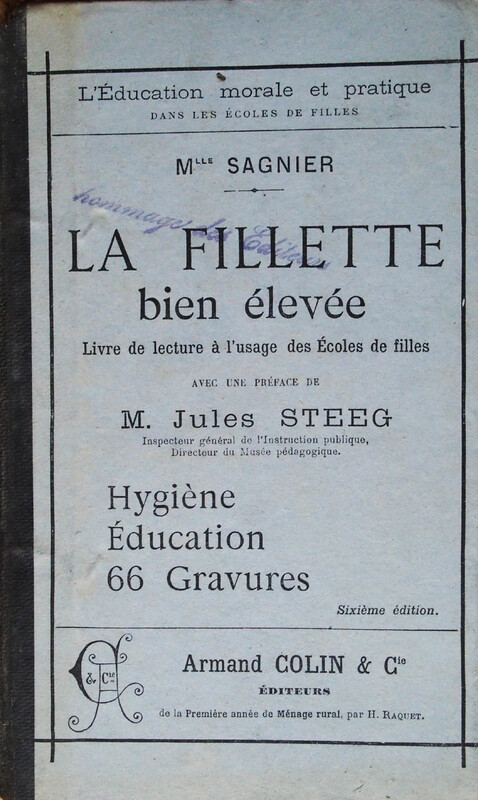 L'Éducation morale et pratique
DANS LES ÉCOLES DE FILLES
Mlle SAGNIER
hommage des Éditeurs
LA FILLETTE
bien élevée
Livre de lecture à l'usage des Écoles de filles
AVEC UNE PRÉFACE DE
M. Jules STEEG
Inspecteur général de l'Instruction publique,
Directeur du Musée pédagogique.
Hygiène
Éducation
66 Gravures
Sixième édition.
Armand COLIN & Cie
ÉDITEURS
de la Première année de Ménage rural, par H. RAQUET.
& Cie